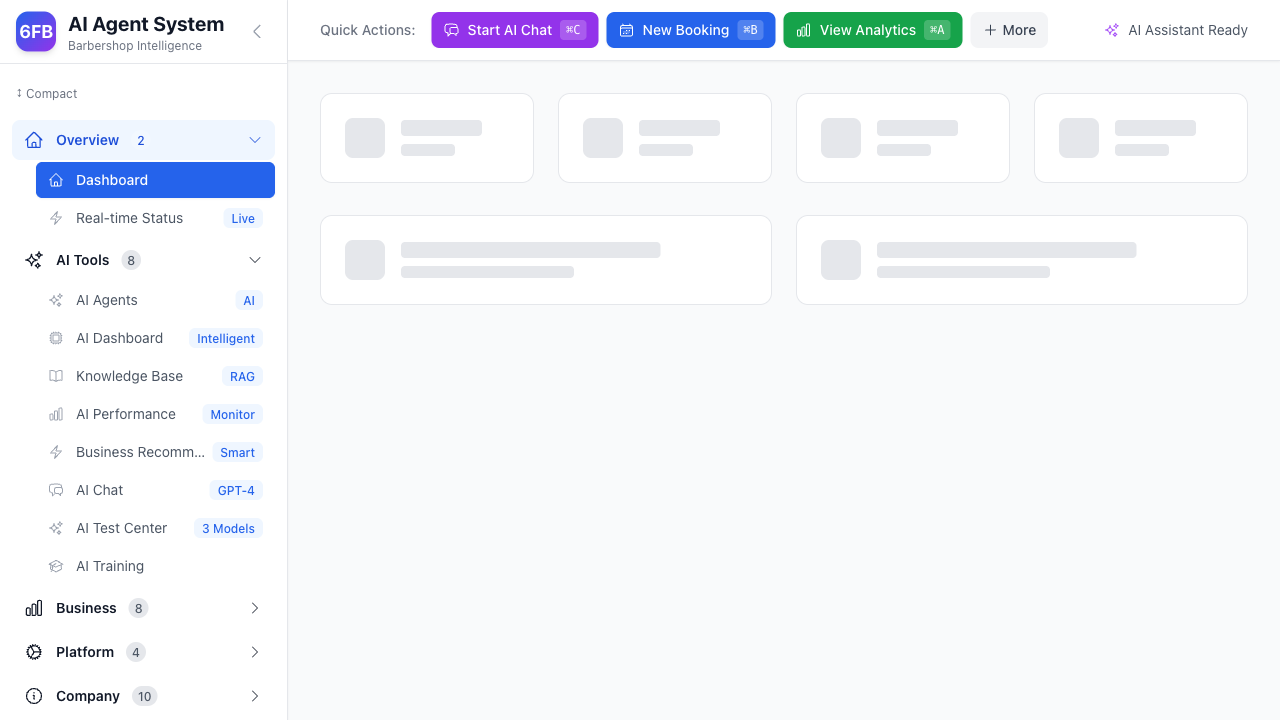 6FB
AI Agent System
Barbershop Intelligence
Quick Actions:
Start AI Chat ⌘C
New Booking ⌘B
View Analytics ⌘A
More
AI Assistant Ready
↕ Compact
Overview 2
Dashboard
Real-time Status Live
AI Tools 8
AI Agents AI
AI Dashboard Intelligent
Knowledge Base RAG
AI Performance Monitor
Business Recomm... Smart
AI Chat GPT-4
AI Test Center 3 Models
AI Training
Business 8
Platform 4
Company 10